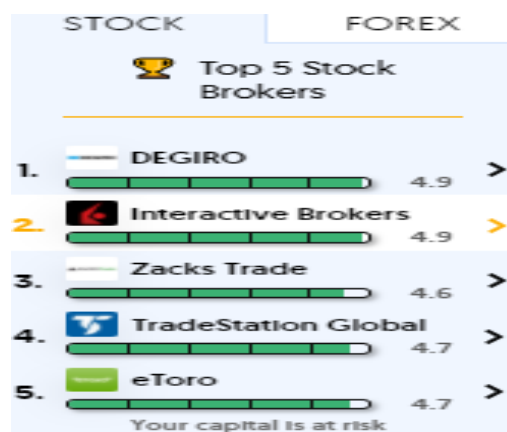 STOCK FOREX
Top 5 Stock
Brokers
1. DEGIRO
4.9
2. Interactive Brokers
4.9
3. Zacks Trade
4.6
4. TradeStation Global
4.7
5. eToro
4.7
Your capital is at risk